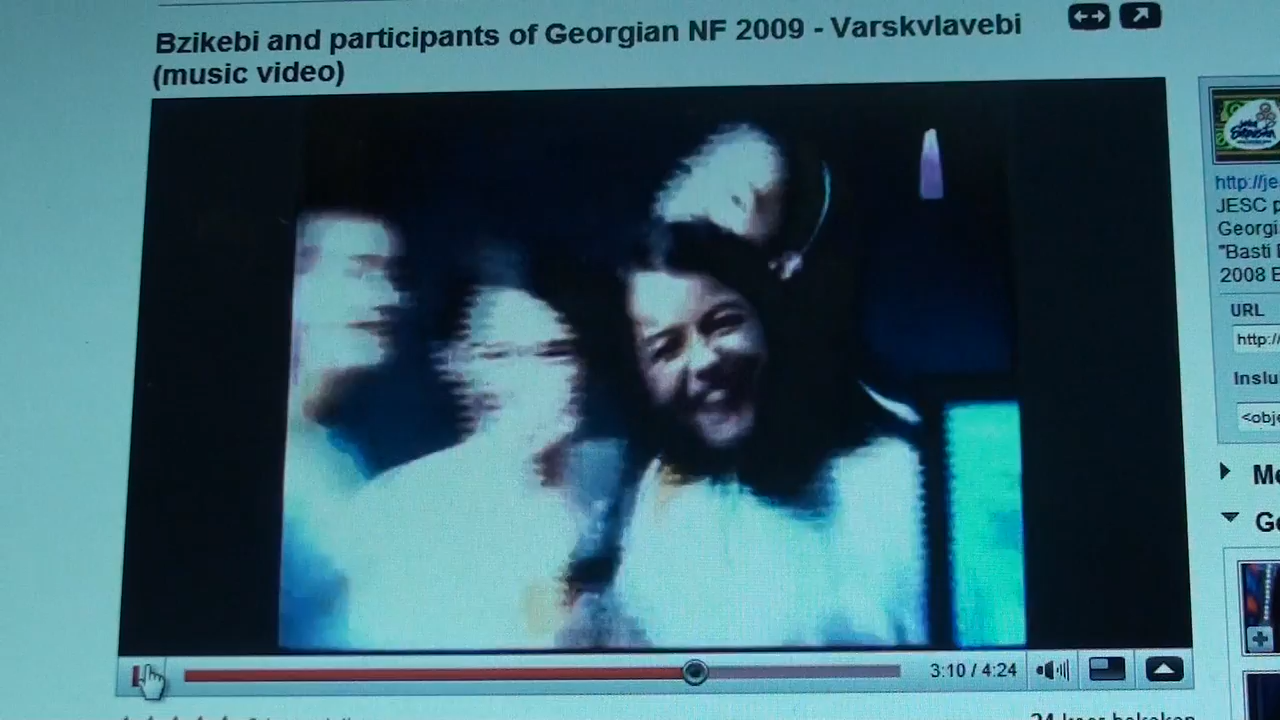 Bzikebi and participants of Georgian NF 2009 - Varskvlavebi
(music video)
http://je
JESC p
Georgi
"Basti
2008 E
URL
http://
Inslu
<obje
Me
Ge
3:10 / 4:24